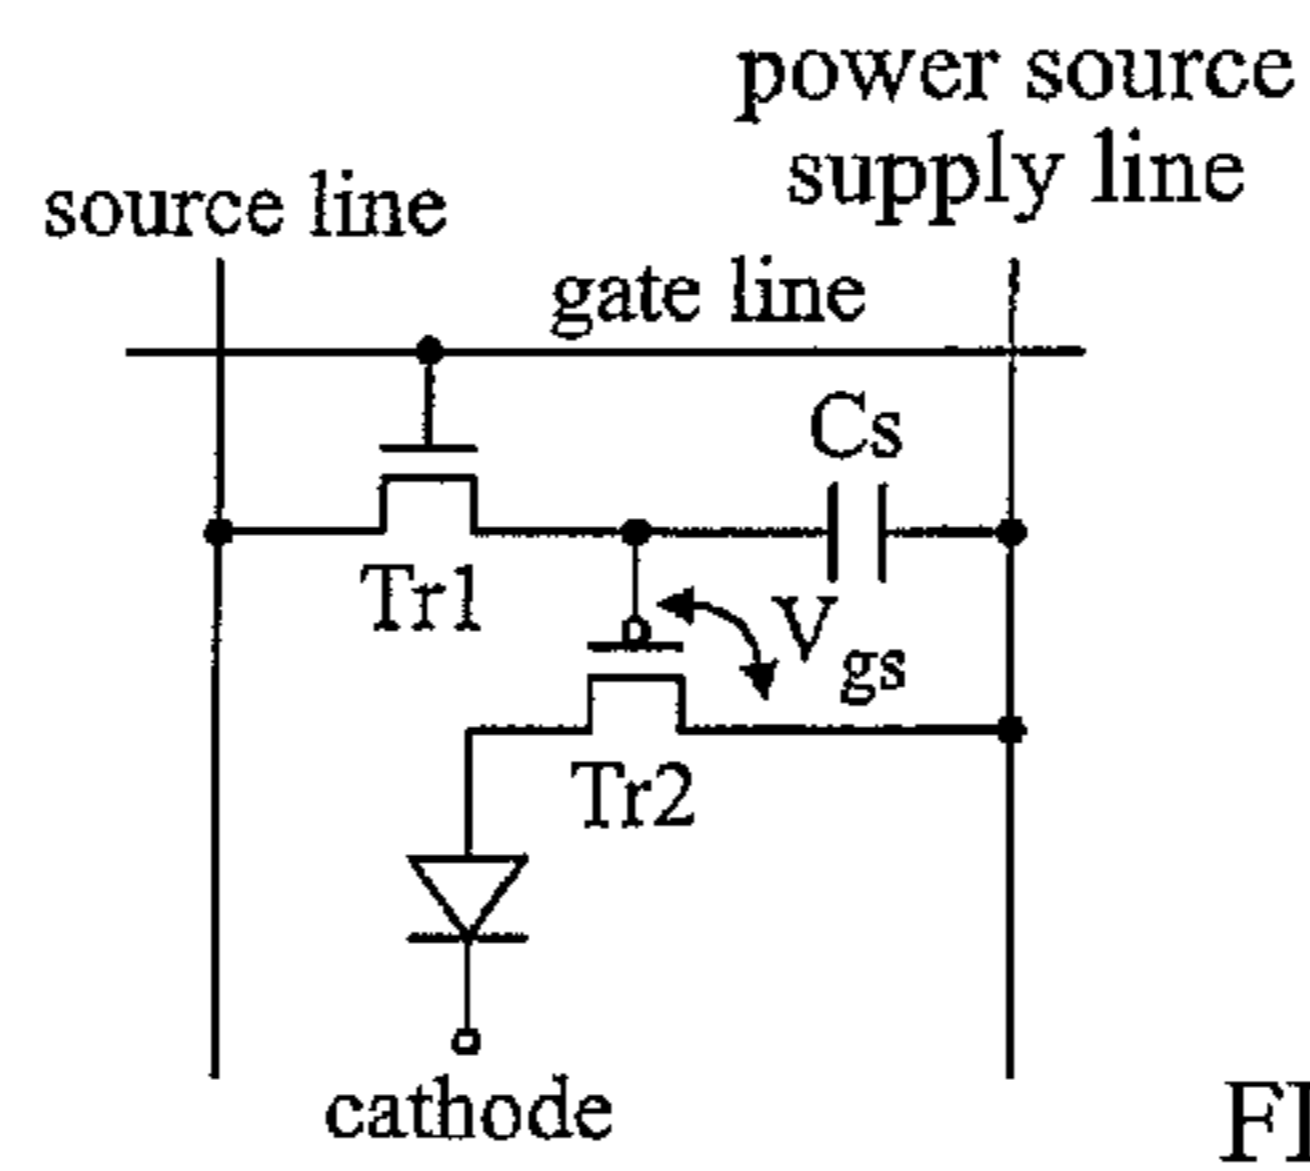 power source
supply line
source line
gate line
Cs
Tr1
Vgs
Tr2
cathode